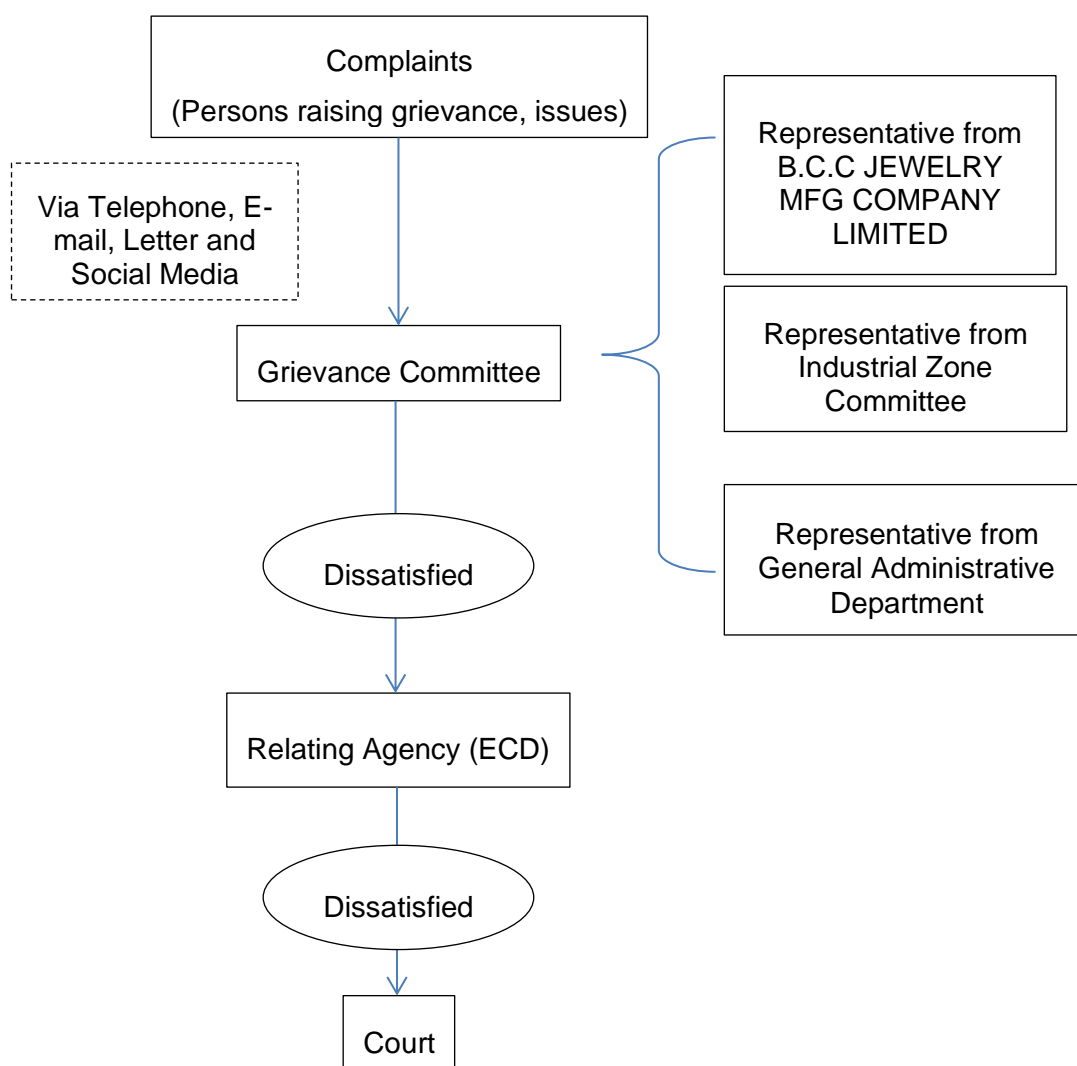 Complaints
(Persons raising grievance, issues)
Via Telephone, E-
mail, Letter and
Social Media
Representative from
B.C.C JEWELRY
MFG COMPANY
LIMITED
Grievance Committee
Representative from
Industrial Zone
Committee
Dissatisfied
Representative from
General Administrative
Department
Relating Agency (ECD)
Dissatisfied
Court